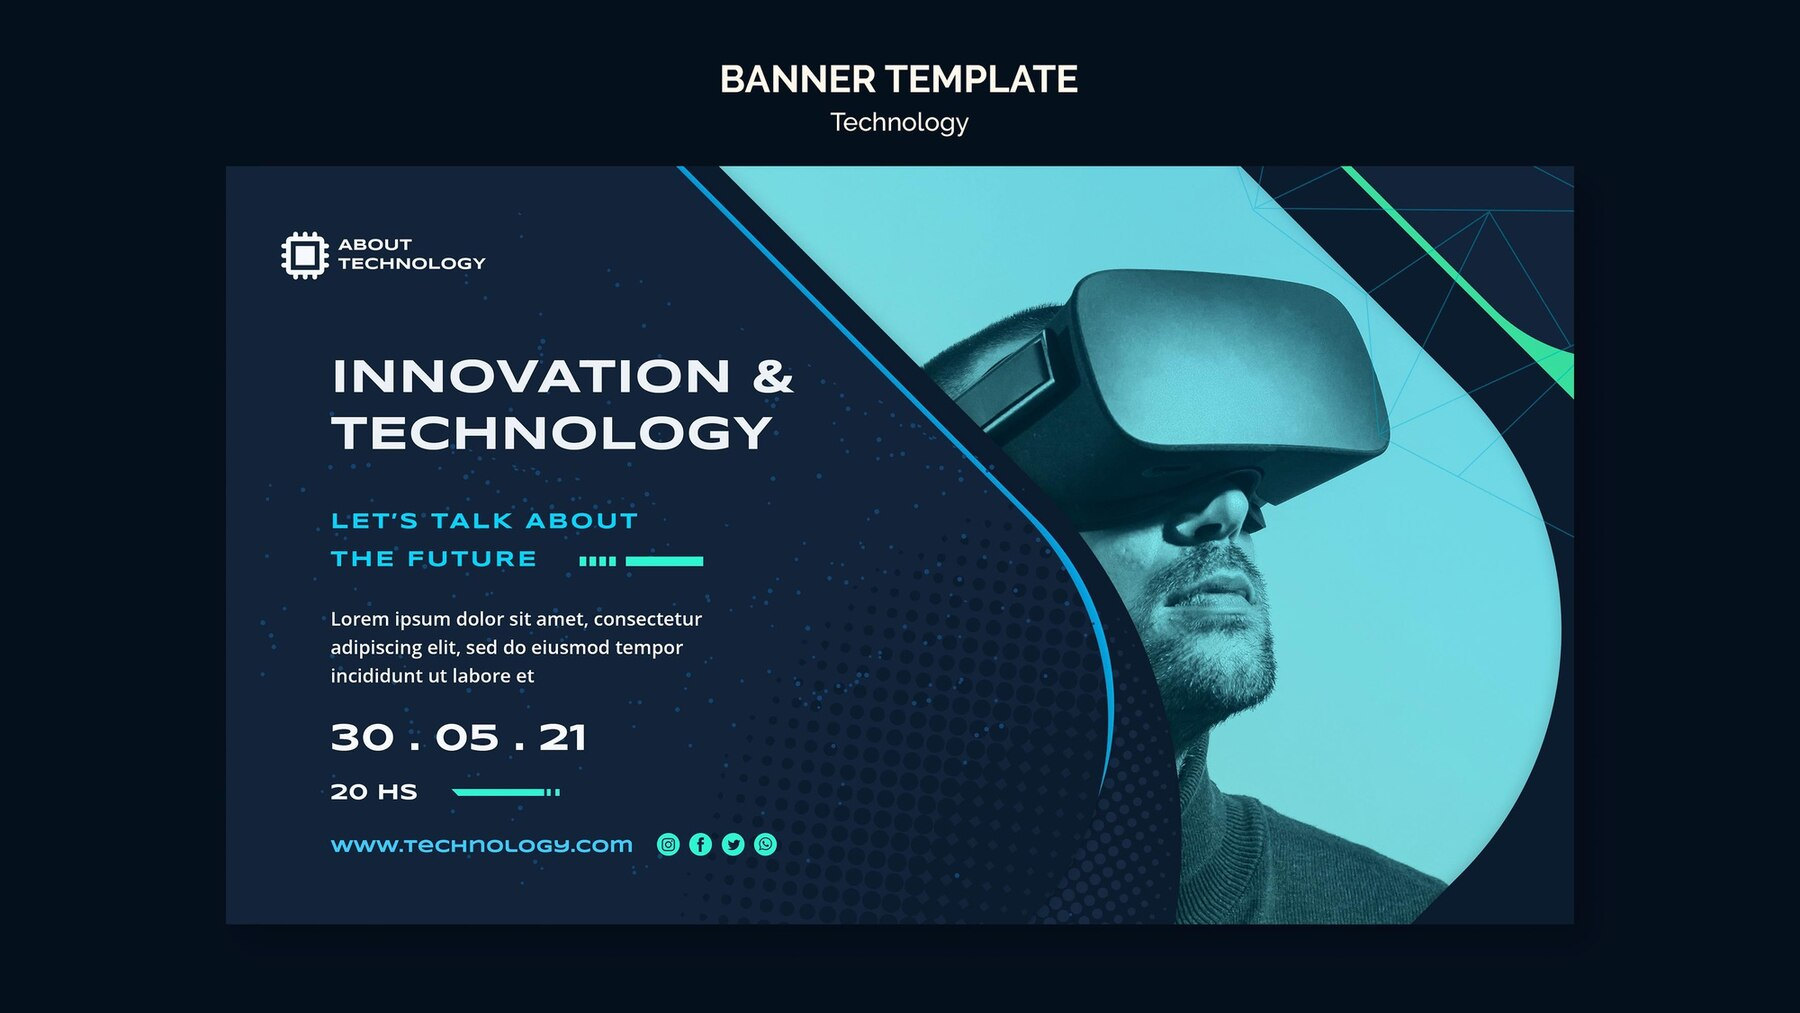 BANNER TEMPLATE
Technology
ABOUT
TECHNOLOGY
INNOVATION &
TECHNOLOGY
LET'S TALK ABOUT
THE FUTURE
Lorem ipsum dolor sit amet, consectetur
adipiscing elit, sed do eiusmod tempor
incididunt ut labore et
30 . 05 . 21
20 HS
www.technology.com